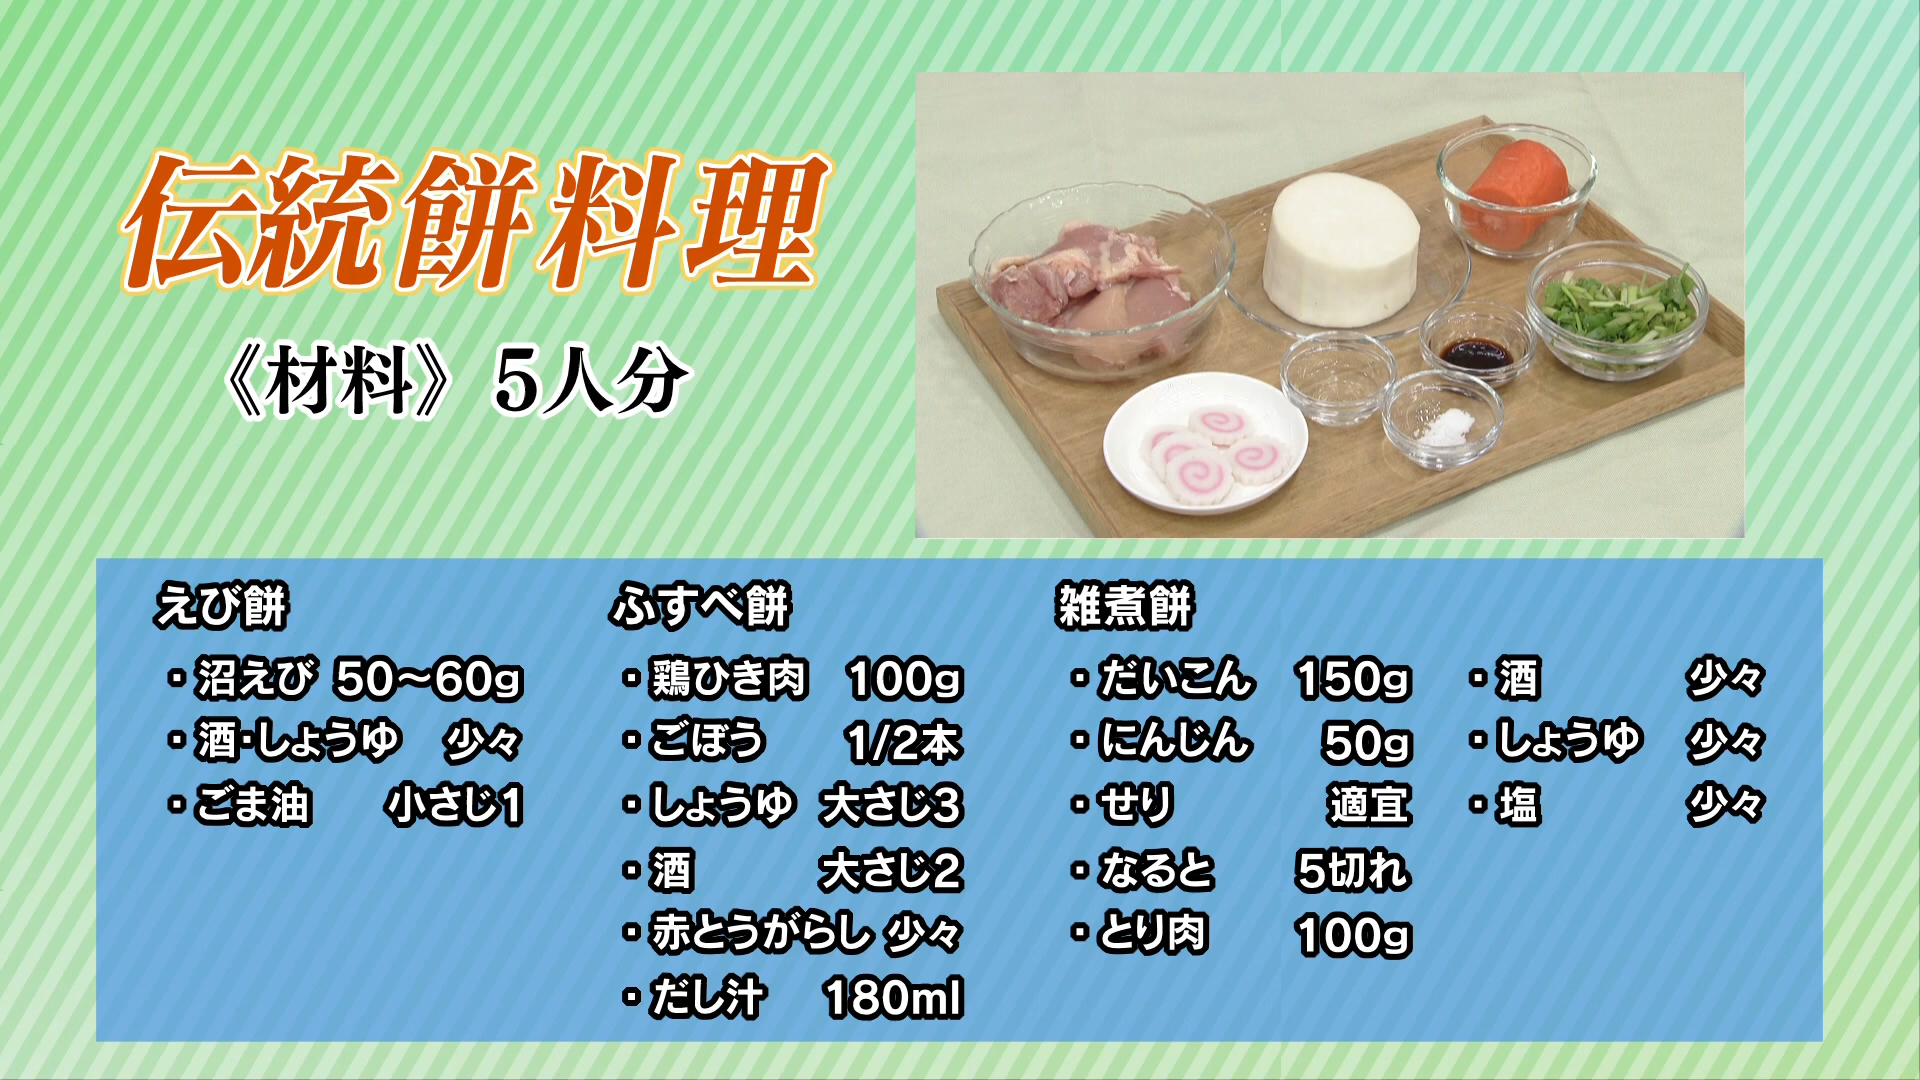 伝統餅料理
《材料》5人分
えび餅
・沼えび 50〜60g
・酒・しょうゆ 少々
・ごま油 小さじ1
ふすべ餅
・鶏ひき肉 100g
・ごぼう 1/2本
・しょうゆ 大さじ3
・酒 大さじ2
・赤とうがらし 少々
・だし汁 180ml
雑煮餅
・だいこん 150g
・にんじん 50g
・せり 適宜
・なると 5切れ
・とり肉 100g
・酒 少々
・しょうゆ 少々
・塩 少々